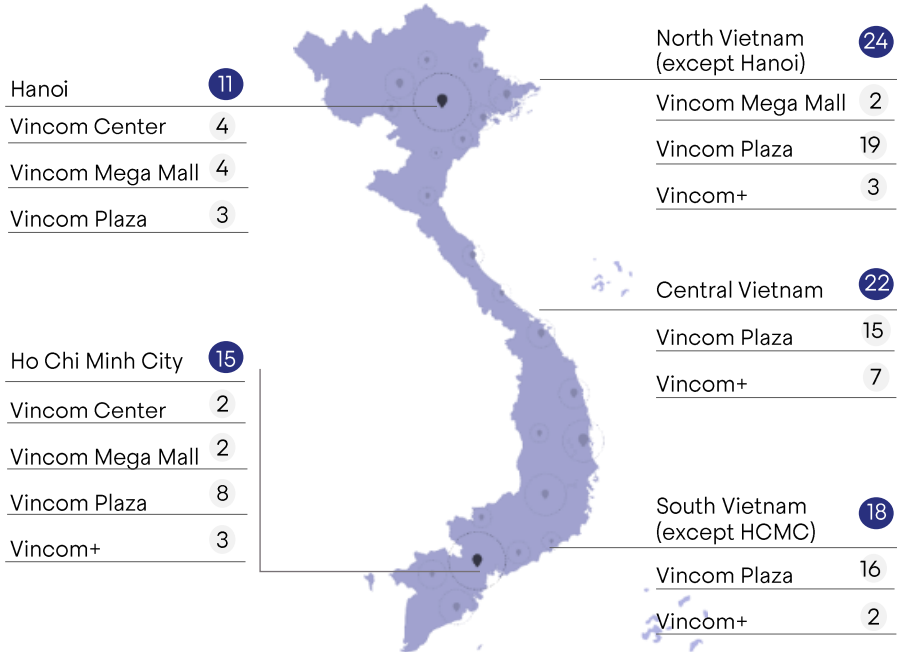 Hanoi 11
Vincom Center 4
Vincom Mega Mall 4
Vincom Plaza 3
Ho Chi Minh City 15
Vincom Center 2
Vincom Mega Mall 2
Vincom Plaza 8
Vincom+ 3
North Vietnam 24
(except Hanoi)
Vincom Mega Mall 2
Vincom Plaza 19
Vincom+ 3
Central Vietnam 22
Vincom Plaza 15
Vincom+ 7
South Vietnam 18
(except HCMC)
Vincom Plaza 16
Vincom+ 2